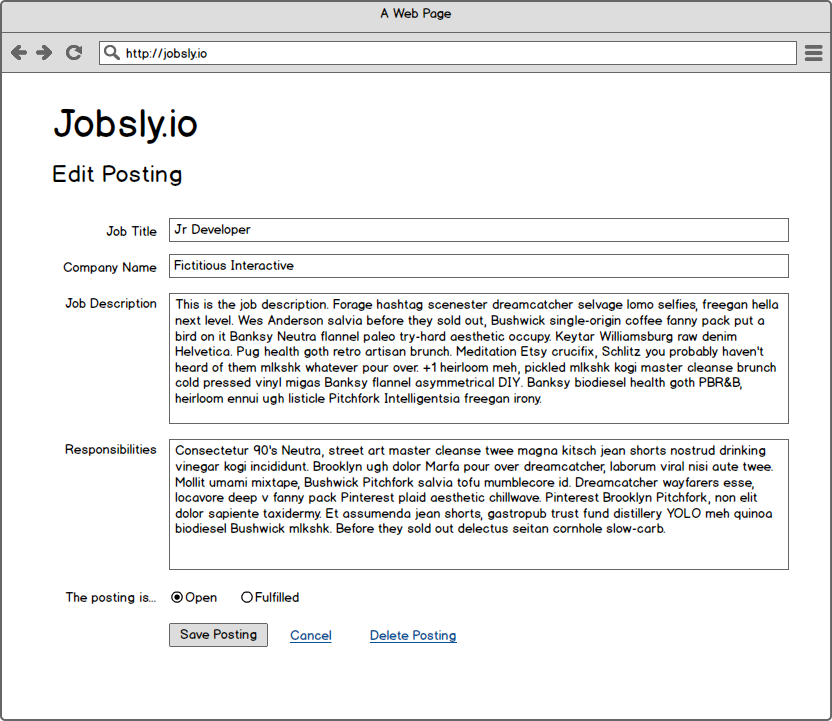 A Web Page
http://jobsly.io
Jobsly.io
Edit Posting
Job Title
Jr Developer
Company Name
Fictitious Interactive
Job Description
This is the job description. Forage hashtag scenester dreamcatcher selvage lomo selfies, freegan hella
next level. Wes Anderson salvia before they sold out, Bushwick single-origin coffee fanny pack put a
bird on it Banksy Neutra flannel paleo try-hard aesthetic occupy. Keytar Williamsburg raw denim
Helvetica. Pug health goth retro artisan brunch. Meditation Etsy crucifix, Schlitz you probably haven't
heard of them mlkshk whatever pour over. +1 heirloom meh, pickled mlkshk kogi master cleanse brunch
cold pressed vinyl migas Banksy flannel asymmetrical DIY. Banksy biodiesel health goth PBR&B,
heirloom ennui ugh listicle Pitchfork Intelligentsia freegan irony.
Responsibilities
Consectetur 90's Neutra, street art master cleanse twee magna kitsch jean shorts nostrud drinking
vinegar kogi incididunt. Brooklyn ugh dolor Marfa pour over dreamcatcher, laborum viral nisi aute twee.
Mollit umami mixtape, Bushwick Pitchfork salvia tofu mumblecore id. Dreamcatcher wayfarers esse,
locavore deep v fanny pack Pinterest plaid aesthetic chillwave. Pinterest Brooklyn Pitchfork, non elit
dolor sapiente taxidermy. Et assumenda jean shorts, gastropub trust fund distillery YOLO meh quinoa
biodiesel Bushwick mlkshk. Before they sold out delectus seitan cornhole slow-carb.
The posting is... Open Fulfilled
Save Posting Cancel Delete Posting